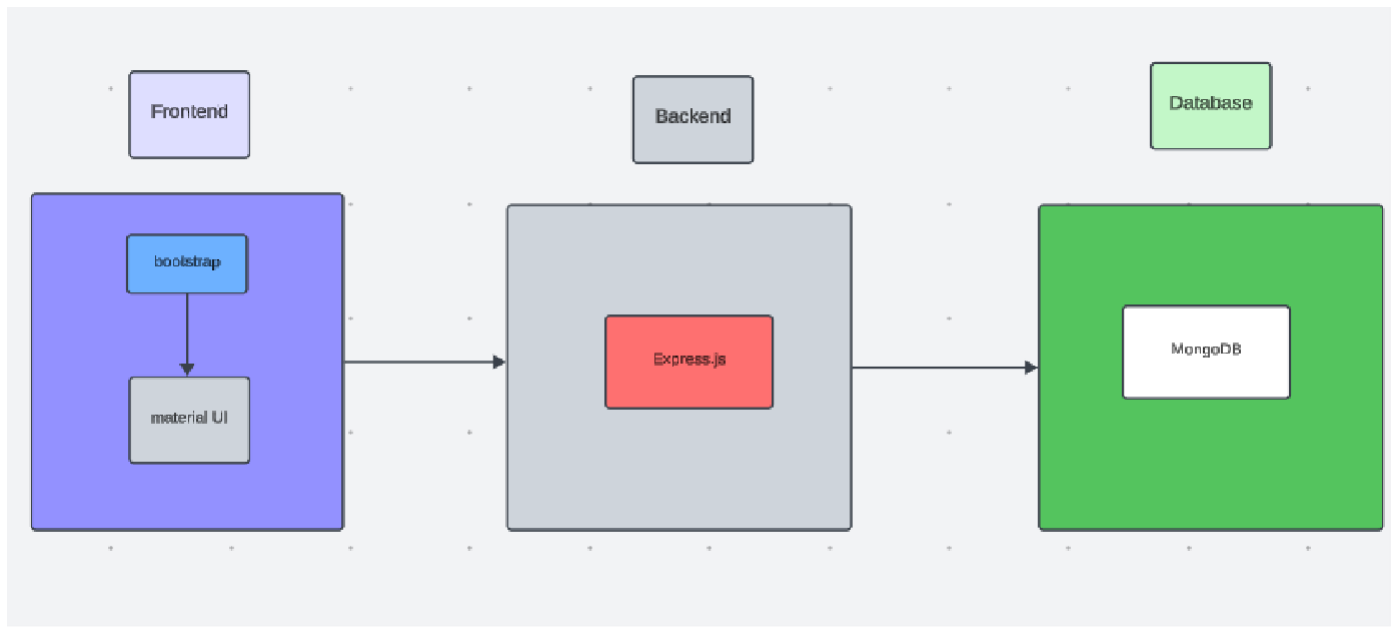 Frontend
Backend
Database
bootstrap
material UI
Express.js
MongoDB